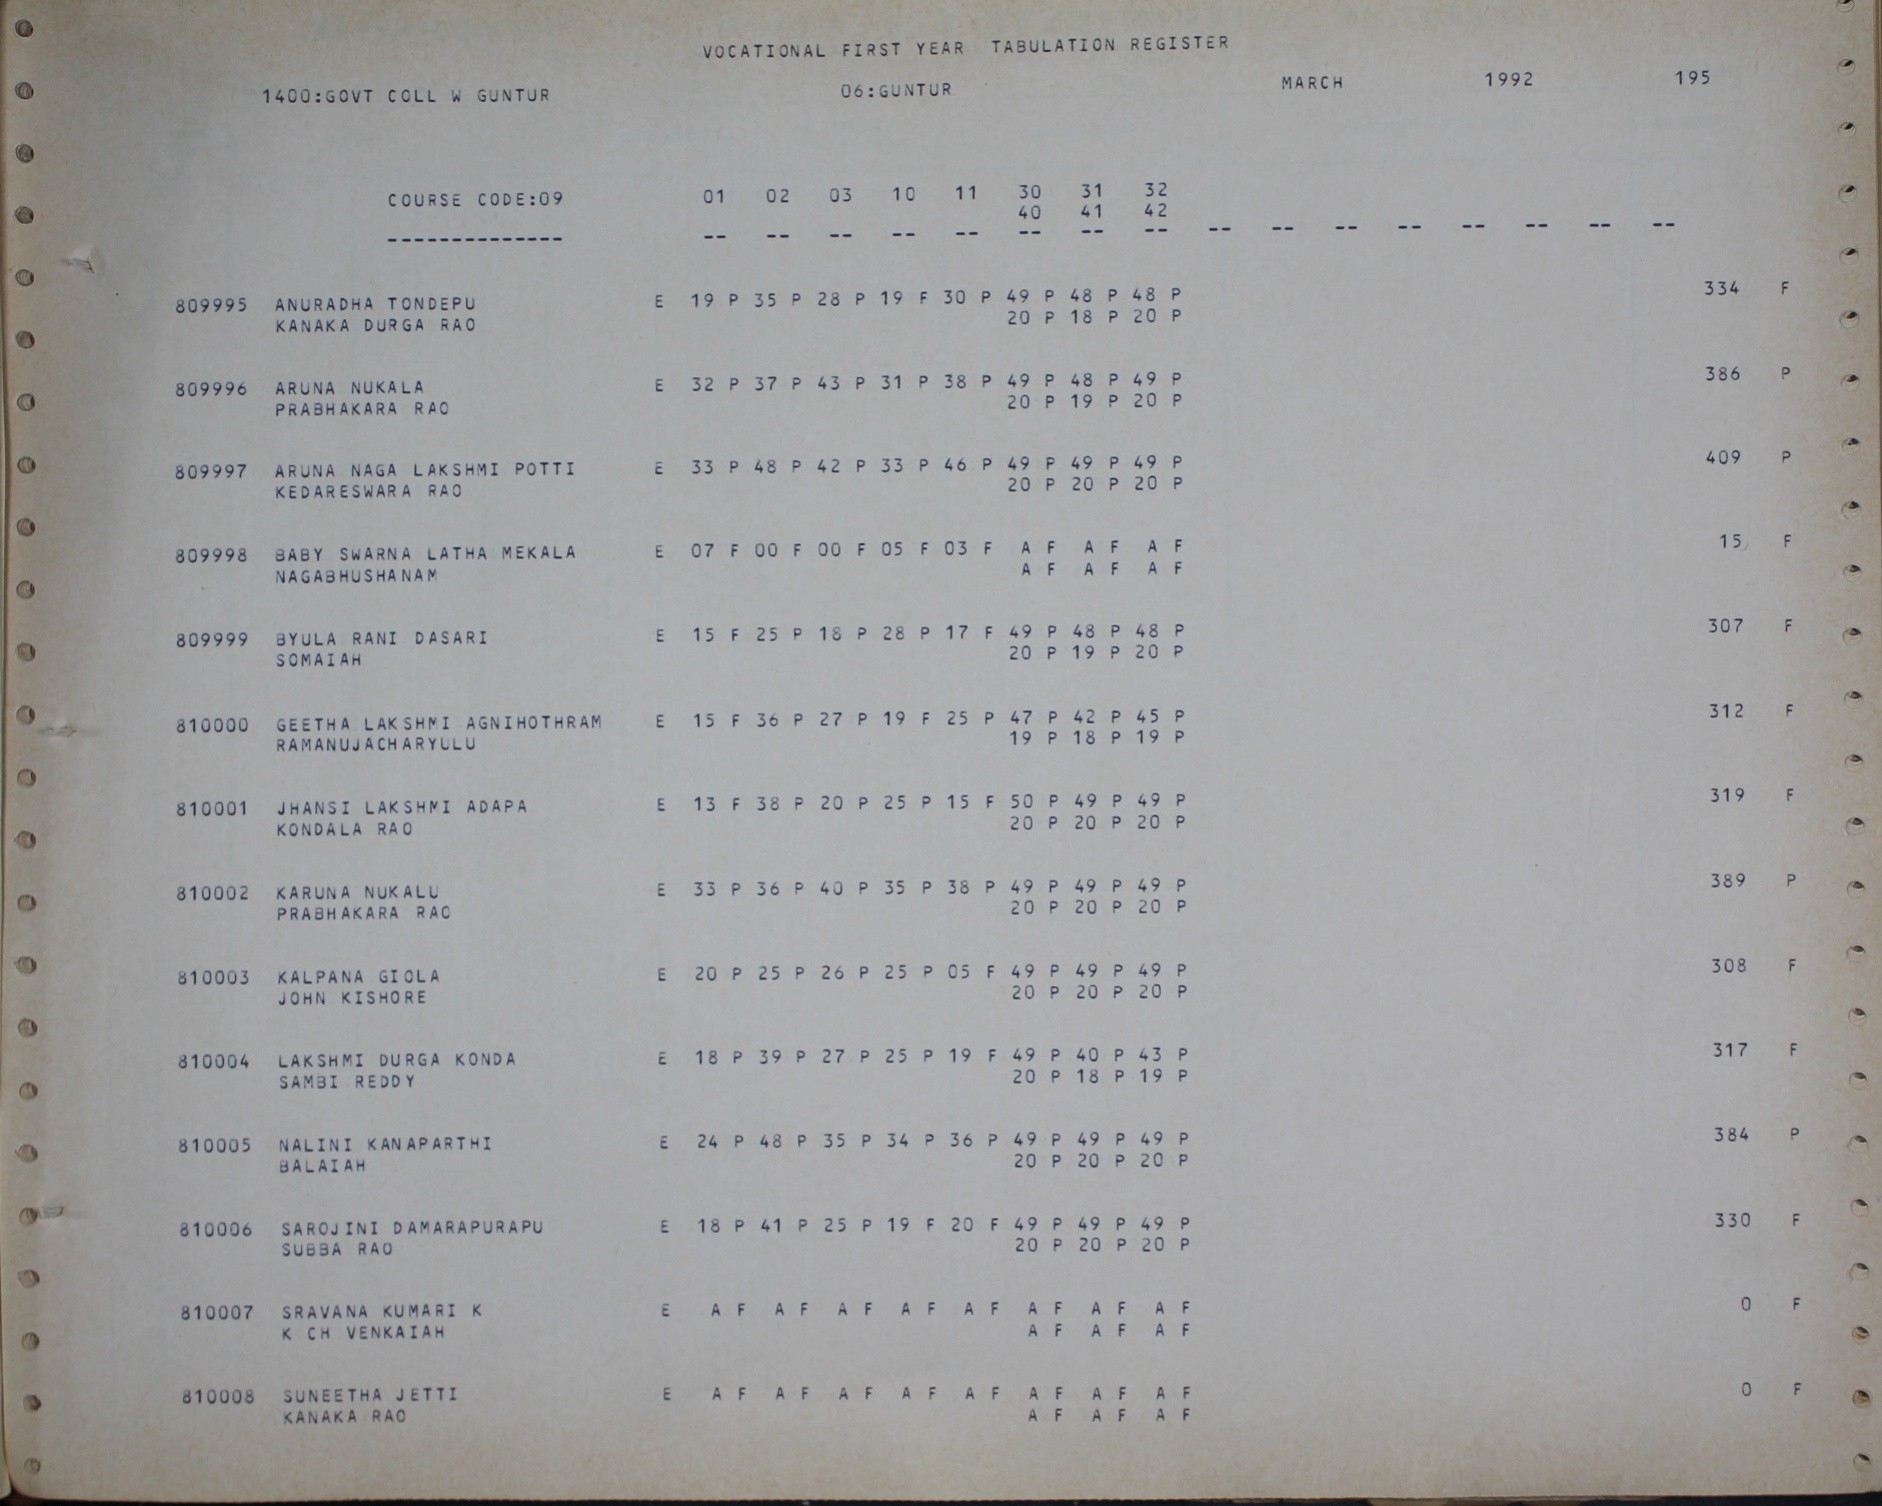 VOCATIONAL FIRST YEAR TABULATION REGISTER
1400:GOVT COLL W GUNTUR 06:GUNTUR MARCH 1992 195
COURSE CODE:09 01 02 03 10 11 30 31 32
40 41 42
-------------- -- -- -- -- -- -- -- -- -- -- -- -- -- -- -- --
809995 ANURADHA TONDEPU E 19 P 35 P 28 P 19 F 30 P 49 P 48 P 48 P 334 F
KANAKA DURGA RAO 20 P 18 P 20 P
809996 ARUNA NUKALA E 32 P 37 P 43 P 31 P 38 P 49 P 48 P 49 P 386 P
PRABHAKARA RAO 20 P 19 P 20 P
809997 ARUNA NAGA LAKSHMI POTTI E 33 P 48 P 42 P 33 P 46 P 49 P 49 P 49 P 409 P
KEDARESWARA RAO 20 P 20 P 20 P
809998 BABY SWARNA LATHA MEKALA E 07 F 00 F 00 F 05 F 03 F A F A F A F 15 F
NAGABHUSHANAM A F A F A F
809999 BYULA RANI DASARI E 15 F 25 P 18 P 28 P 17 F 49 P 48 P 48 P 307 F
SOMAIAH 20 P 19 P 20 P
810000 GEETHA LAKSHMI AGNIHOTHRAM E 15 F 36 P 27 P 19 F 25 P 47 P 42 P 45 P 312 F
RAMANUJACHARYULU 19 P 18 P 19 P
810001 JHANSI LAKSHMI ADAPA E 13 F 38 P 20 P 25 P 15 F 50 P 49 P 49 P 319 F
KONDALA RAO 20 P 20 P 20 P
810002 KARUNA NUKALU E 33 P 36 P 40 P 35 P 38 P 49 P 49 P 49 P 389 P
PRABHAKARA RAO 20 P 20 P 20 P
810003 KALPANA GIOLA E 20 P 25 P 26 P 25 P 05 F 49 P 49 P 49 P 308 F
JOHN KISHORE 20 P 20 P 20 P
810004 LAKSHMI DURGA KONDA E 18 P 39 P 27 P 25 P 19 F 49 P 40 P 43 P 317 F
SAMBI REDDY 20 P 18 P 19 P
810005 NALINI KANAPARTHI E 24 P 48 P 35 P 34 P 36 P 49 P 49 P 49 P 384 P
BALAIAH 20 P 20 P 20 P
810006 SAROJINI DAMARAPURAPU E 18 P 41 P 25 P 19 F 20 F 49 P 49 P 49 P 330 F
SUBBA RAO 20 P 20 P 20 P
810007 SRAVANA KUMARI K E A F A F A F A F A F A F A F A F 0 F
K CH VENKAIAH A F A F A F
810008 SUNEETHA JETTI E A F A F A F A F A F A F A F A F 0 F
KANAKA RAO A F A F A F